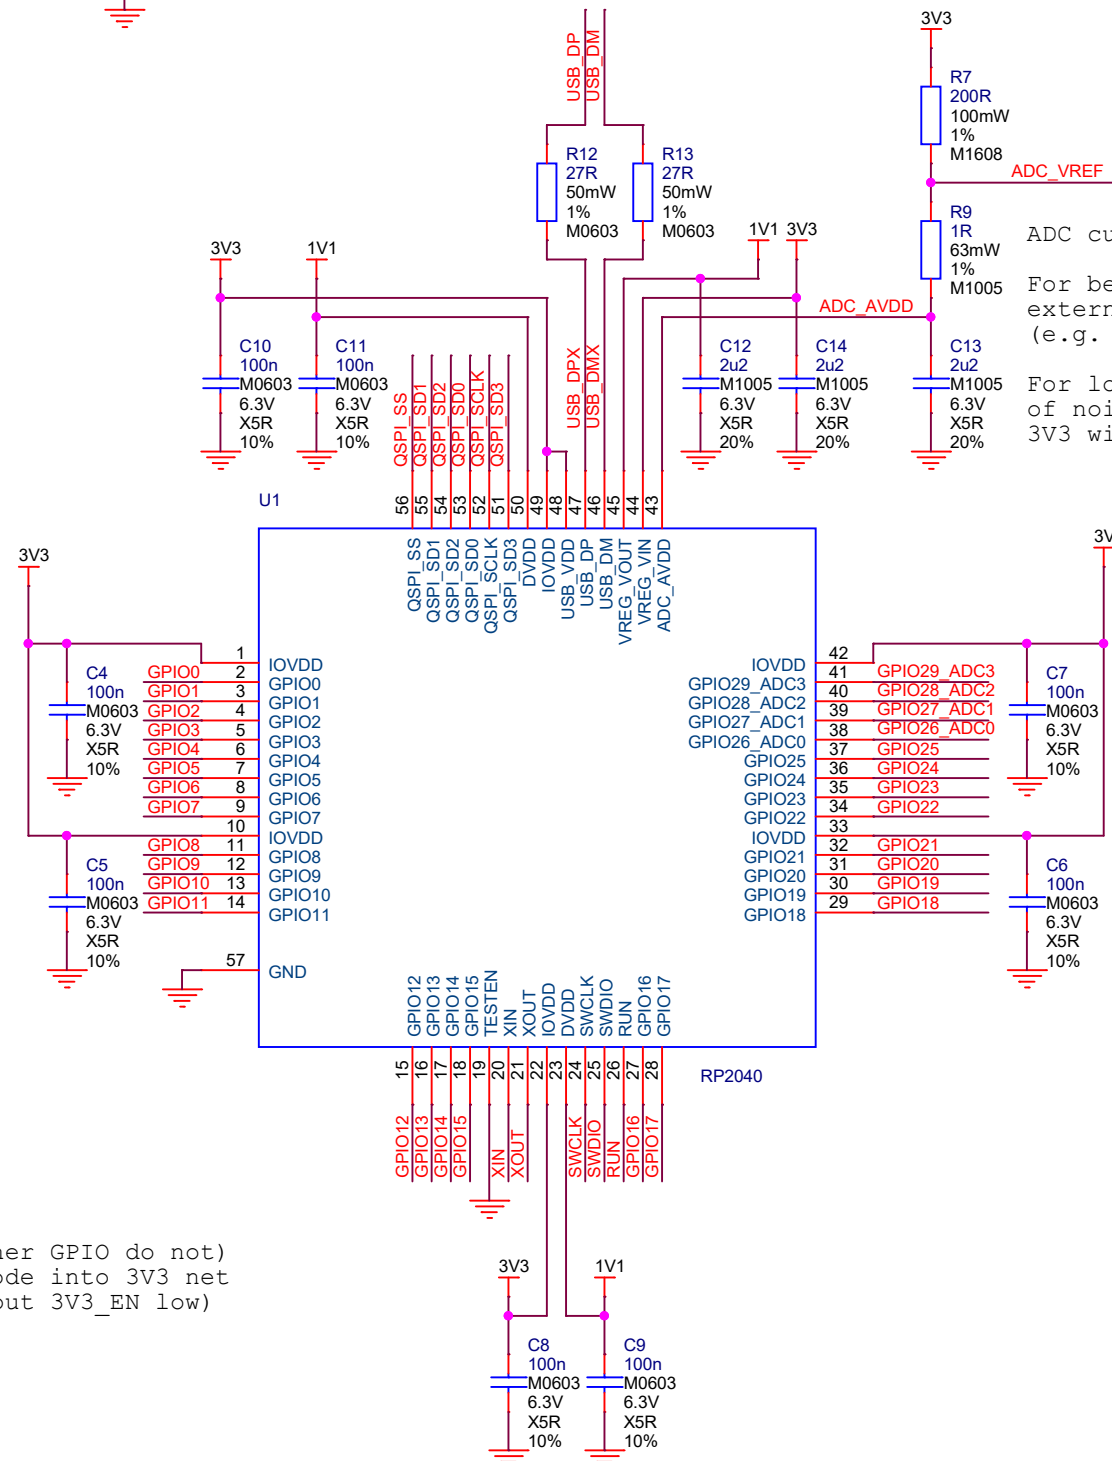 3V3
USB_DP
USB_DM
R7
200R
100mW
1%
M1608
ADC_VREF
R12
27R
50mW
1%
M0603
R13
27R
50mW
1%
M0603
R9
1R
63mW
1%
M1005
ADC cu
For be
extern
(e.g.
For lo
of noi
3V3 wi
3V3
1V1
1V1
3V3
ADC_AVDD
C10
100n
M0603
6.3V
X5R
10%
C11
100n
M0603
6.3V
X5R
10%
QSPI_SS
QSPI_SD1
QSPI_SD2
QSPI_SD0
QSPI_SCLK
QSPI_SD3
USB_DPX
USB_DMX
C12
2u2
M1005
6.3V
X5R
20%
C14
2u2
M1005
6.3V
X5R
20%
C13
2u2
M1005
6.3V
X5R
20%
U1
56
55
54
53
52
51
50
49
48
47
46
45
44
43
QSPI_SS
QSPI_SD1
QSPI_SD2
QSPI_SD0
QSPI_SCLK
QSPI_SD3
DVDD
IOVDD
USB_VDD
USB_DP
USB_DM
VREG_VOUT
VREG_VIN
ADC_AVDD
3V3
3V
C4
100n
M0603
6.3V
X5R
10%
C5
100n
M0603
6.3V
X5R
10%
1 IOVDD
GPIO0 2 GPIO0
GPIO1 3 GPIO1
GPIO2 4 GPIO2
GPIO3 5 GPIO3
GPIO4 6 GPIO4
GPIO5 7 GPIO5
GPIO6 8 GPIO6
GPIO7 9 GPIO7
10 IOVDD
GPIO8 11 GPIO8
GPIO9 12 GPIO9
GPIO10 13 GPIO10
GPIO11 14 GPIO11
57 GND
IOVDD 42
GPIO29_ADC3 41 GPIO29_ADC3
GPIO28_ADC2 40 GPIO28_ADC2
GPIO27_ADC1 39 GPIO27_ADC1
GPIO26_ADC0 38 GPIO26_ADC0
GPIO25 37 GPIO25
GPIO24 36 GPIO24
GPIO23 35 GPIO23
GPIO22 34 GPIO22
IOVDD 33
GPIO21 32 GPIO21
GPIO20 31 GPIO20
GPIO19 30 GPIO19
GPIO18 29 GPIO18
C7
100n
M0603
6.3V
X5R
10%
C6
100n
M0603
6.3V
X5R
10%
GPIO12
GPIO13
GPIO14
GPIO15
TESTEN
XIN
XOUT
IOVDD
DVDD
SWCLK
SWDIO
RUN
GPIO16
GPIO17
15
16
17
18
19
20
21
22
23
24
25
26
27
28
RP2040
GPIO12
GPIO13
GPIO14
GPIO15
XIN
XOUT
SWCLK
SWDIO
RUN
GPIO16
GPIO17
her GPIO do not)
ode into 3V3 net
out 3V3_EN low)
3V3
1V1
C8
100n
M0603
6.3V
X5R
10%
C9
100n
M0603
6.3V
X5R
10%